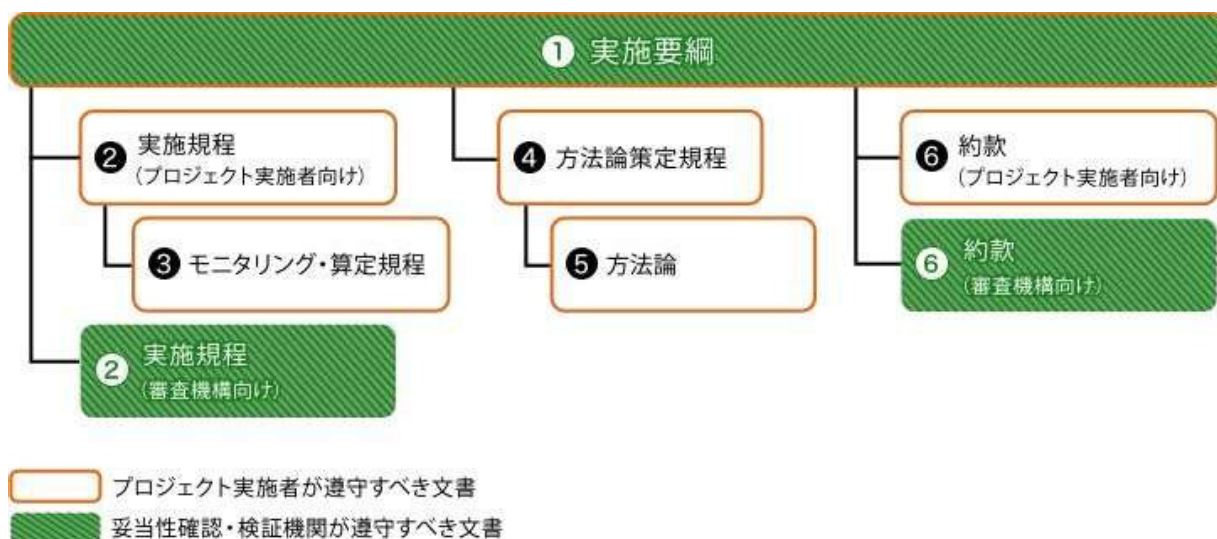 ❶ 実施要綱
❷ 実施規程
(プロジェクト実施者向け)
❸ モニタリング・算定規程
❷ 実施規程
(審査機構向け)
❹ 方法論策定規程
❺ 方法論
❻ 約款
(プロジェクト実施者向け)
❻ 約款
(審査機構向け)
プロジェクト実施者が遵守すべき文書
妥当性確認・検証機関が遵守すべき文書